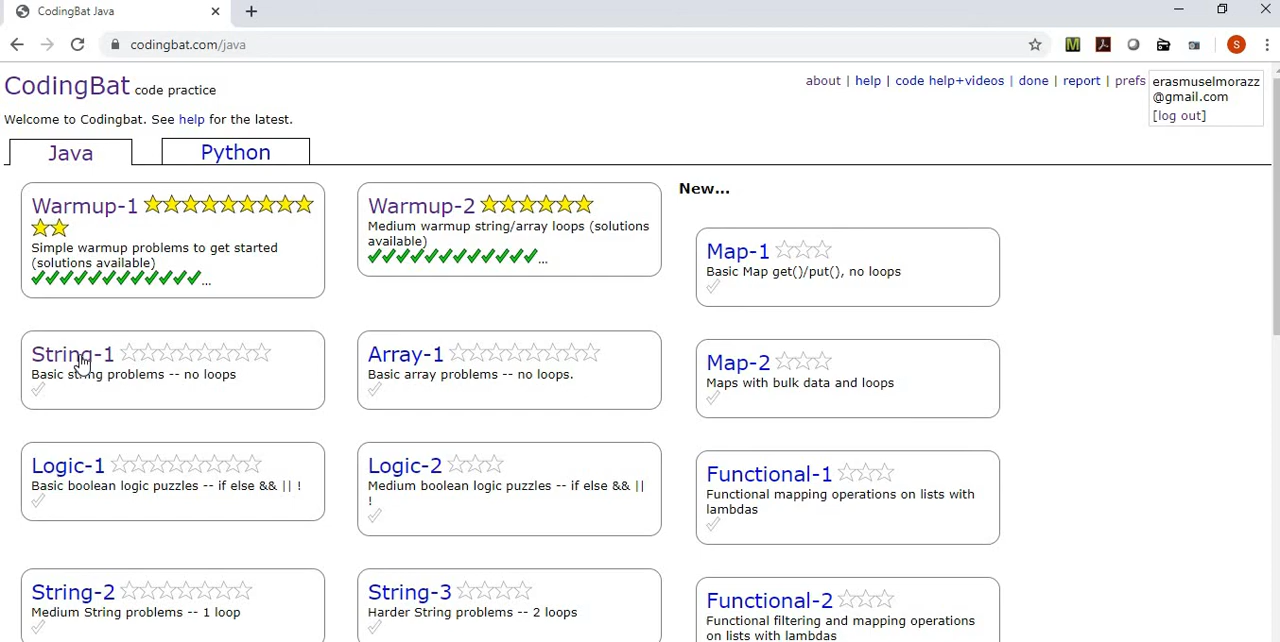 CodingBat Java
codingbat.com/java
M
S
CodingBat code practice
about | help | code help+videos | done | report | prefs
erasmuselmorazz
@gmail.com
[log out]
Welcome to Codingbat. See help for the latest.
Java
Python
Warmup-1
Simple warmup problems to get started
(solutions available)
...
Warmup-2
Medium warmup string/array loops (solutions
available)
...
New...
Map-1
Basic Map get()/put(), no loops
String-1
Basic string problems -- no loops
Array-1
Basic array problems -- no loops.
Map-2
Maps with bulk data and loops
Logic-1
Basic boolean logic puzzles -- if else && || !
Logic-2
Medium boolean logic puzzles -- if else && ||
!
Functional-1
Functional mapping operations on lists with
lambdas
String-2
Medium String problems -- 1 loop
String-3
Harder String problems -- 2 loops
Functional-2
Functional filtering and mapping operations
on lists with lambdas